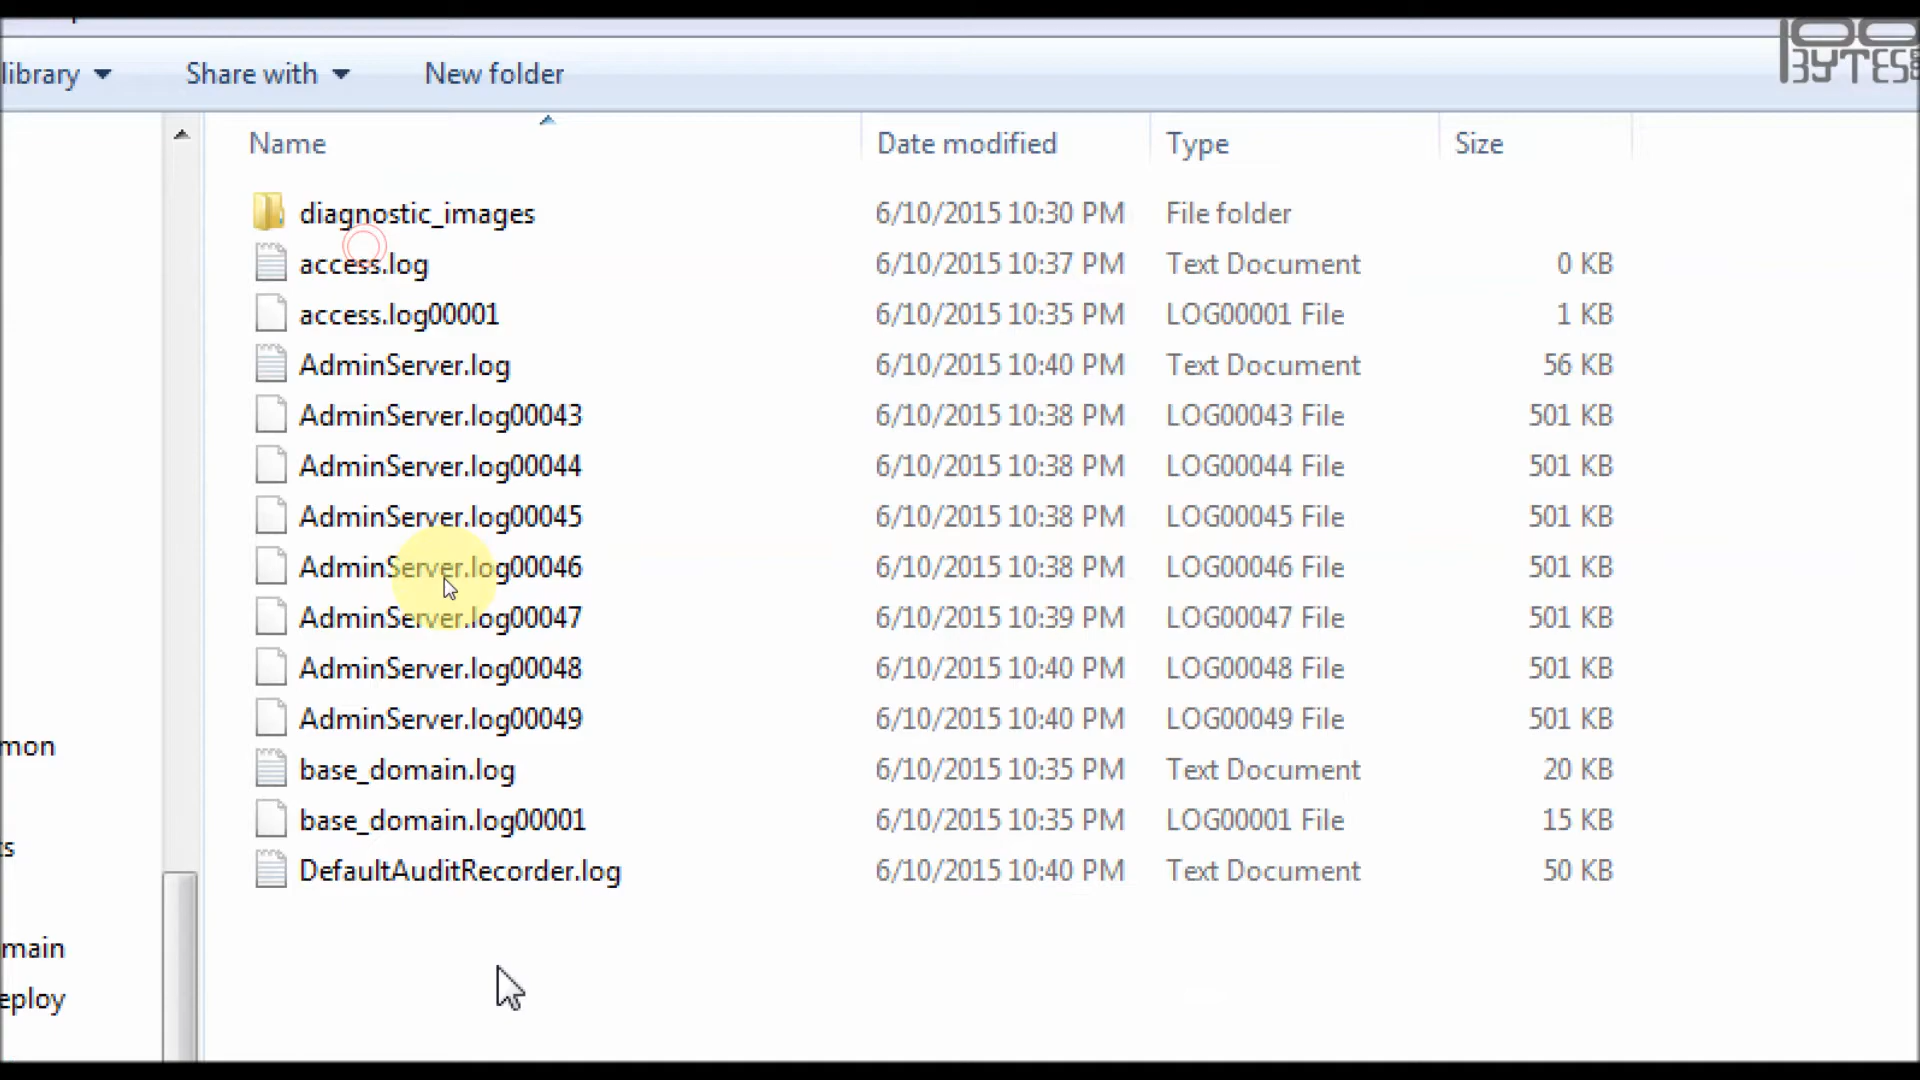 100
BYTES.COM
library Share with New folder
Name Date modified Type Size
diagnostic_images 6/10/2015 10:30 PM File folder
access.log 6/10/2015 10:37 PM Text Document 0 KB
access.log00001 6/10/2015 10:35 PM LOG00001 File 1 KB
AdminServer.log 6/10/2015 10:40 PM Text Document 56 KB
AdminServer.log00043 6/10/2015 10:38 PM LOG00043 File 501 KB
AdminServer.log00044 6/10/2015 10:38 PM LOG00044 File 501 KB
AdminServer.log00045 6/10/2015 10:38 PM LOG00045 File 501 KB
AdminServer.log00046 6/10/2015 10:38 PM LOG00046 File 501 KB
AdminServer.log00047 6/10/2015 10:39 PM LOG00047 File 501 KB
AdminServer.log00048 6/10/2015 10:40 PM LOG00048 File 501 KB
AdminServer.log00049 6/10/2015 10:40 PM LOG00049 File 501 KB
mon
base_domain.log 6/10/2015 10:35 PM Text Document 20 KB
base_domain.log00001 6/10/2015 10:35 PM LOG00001 File 15 KB
ts
DefaultAuditRecorder.log 6/10/2015 10:40 PM Text Document 50 KB
main
eploy